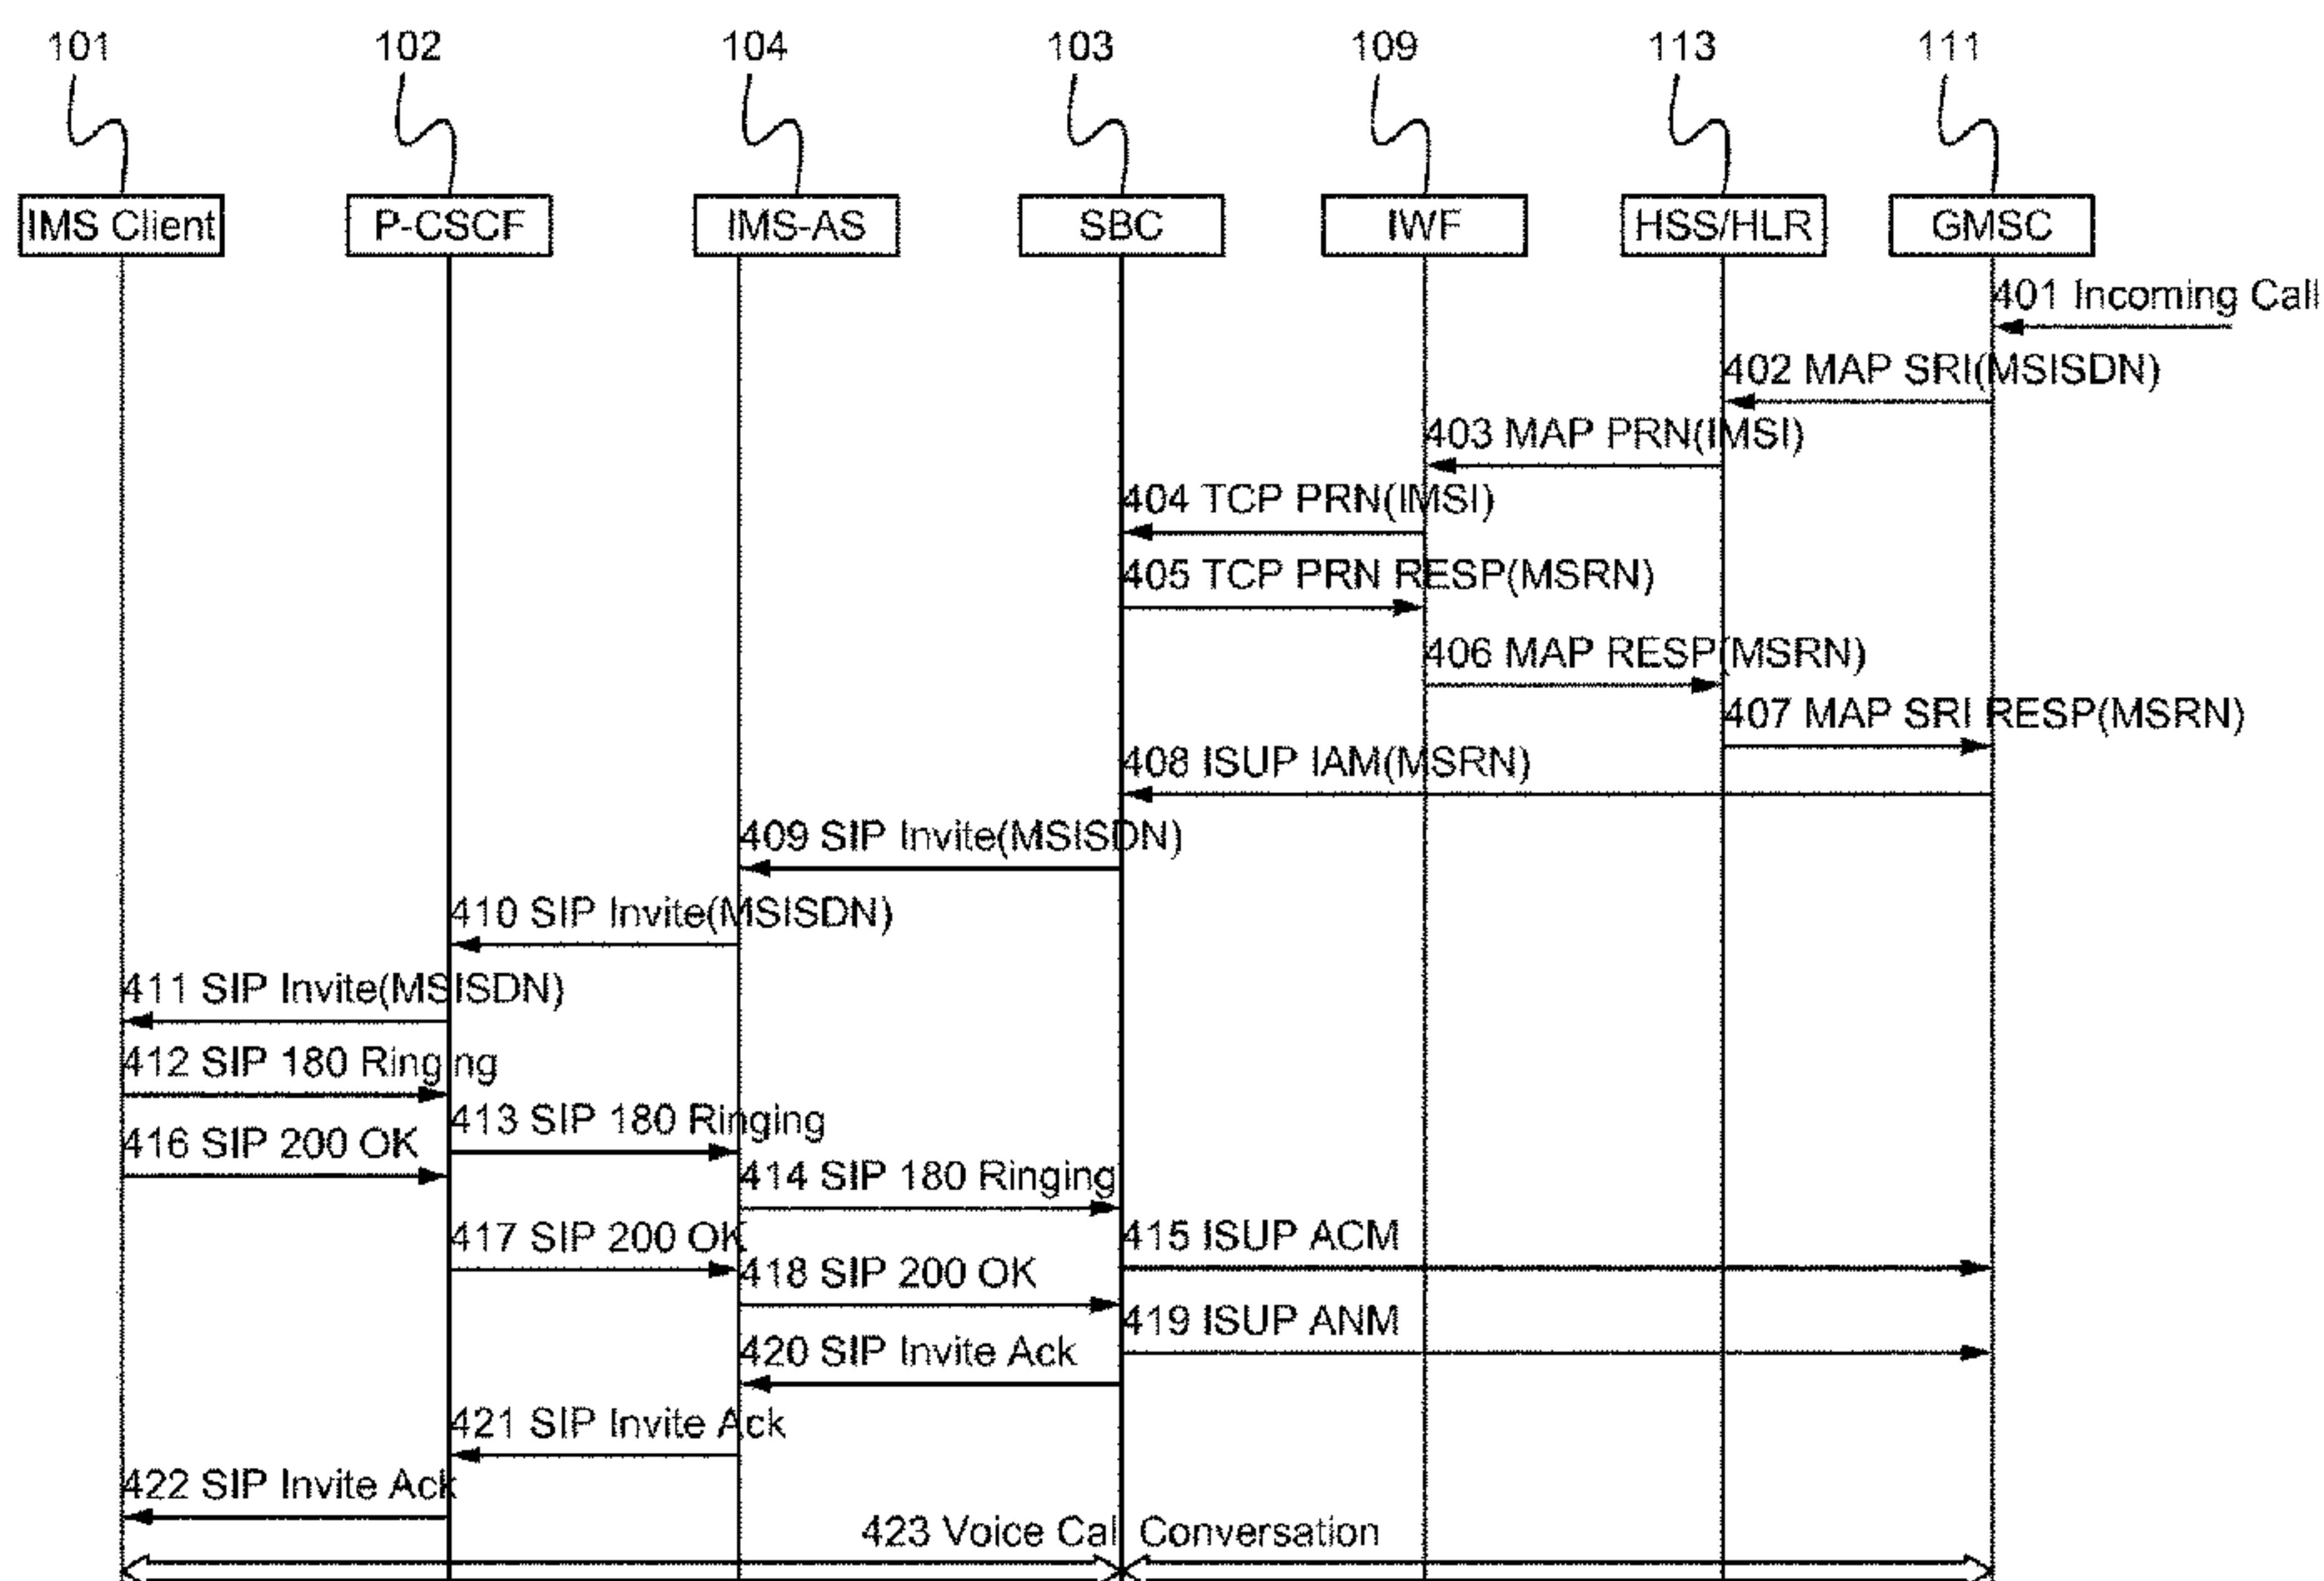 101 102 104 103 109 113 111
IMS Client P-CSCF IMS-AS SBC IWF HSS/HLR GMSC
401 Incoming Call
402 MAP SRI(MSISDN)
403 MAP PRN(IMSI)
404 TCP PRN(IMSI)
405 TCP PRN RESP(MSRN)
406 MAP RESP(MSRN)
407 MAP SRI RESP(MSRN)
408 ISUP IAM(MSRN)
409 SIP Invite(MSISDN)
410 SIP Invite(MSISDN)
411 SIP Invite(MSISDN)
412 SIP 180 Ringing
413 SIP 180 Ringing
416 SIP 200 OK
414 SIP 180 Ringing
417 SIP 200 OK
415 ISUP ACM
418 SIP 200 OK
419 ISUP ANM
420 SIP Invite Ack
421 SIP Invite Ack
422 SIP Invite Ack
423 Voice Call Conversation